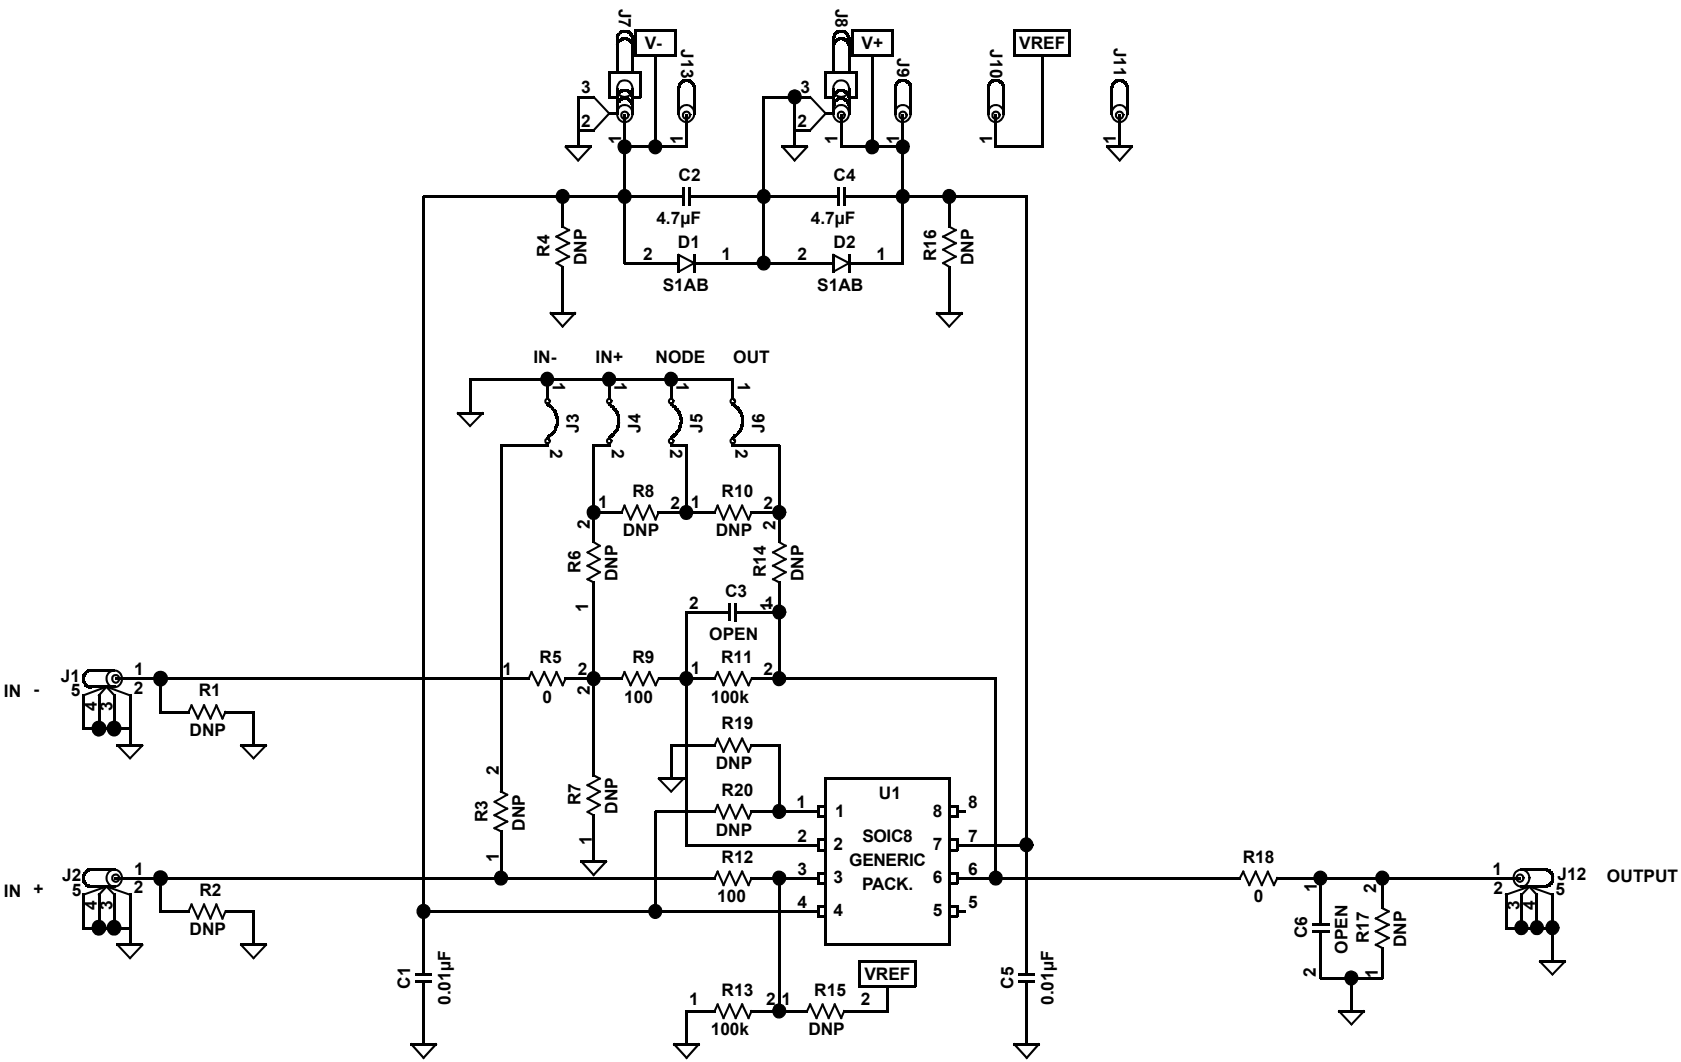 J7
V-
J13
J8
V+
J9
J10
VREF
J11
3
2
1
1
3
2
1
1
1
1
C2
4.7µF
C4
4.7µF
R4
DNP
2
D1
1
S1AB
2
D2
1
S1AB
R16
DNP
IN-
IN+
NODE
OUT
1
1
1
1
J3
J4
J5
J6
2
2
2
2
1
R8
2
DNP
1
R10
2
DNP
2
R6
DNP
1
2
R14
DNP
1
2
C3
1
OPEN
J1
1
5
4
3
2
IN -
R1
DNP
1
R5
2
0
R9
100
1
R11
2
100k
2
R7
DNP
1
R19
DNP
R20
DNP
2
R3
DNP
1
U1
SOIC8
GENERIC
PACK.
1
1
2
2
3
3
4
4
8
8
7
7
6
6
5
5
J2
1
5
4
3
2
IN +
R2
DNP
R12
100
R18
0
1
C6
OPEN
2
2
R17
DNP
1
1
J12
2
3
4
5
OUTPUT
C1
0.01µF
1
R13
2
100k
1
R15
2
DNP
VREF
C5
0.01µF